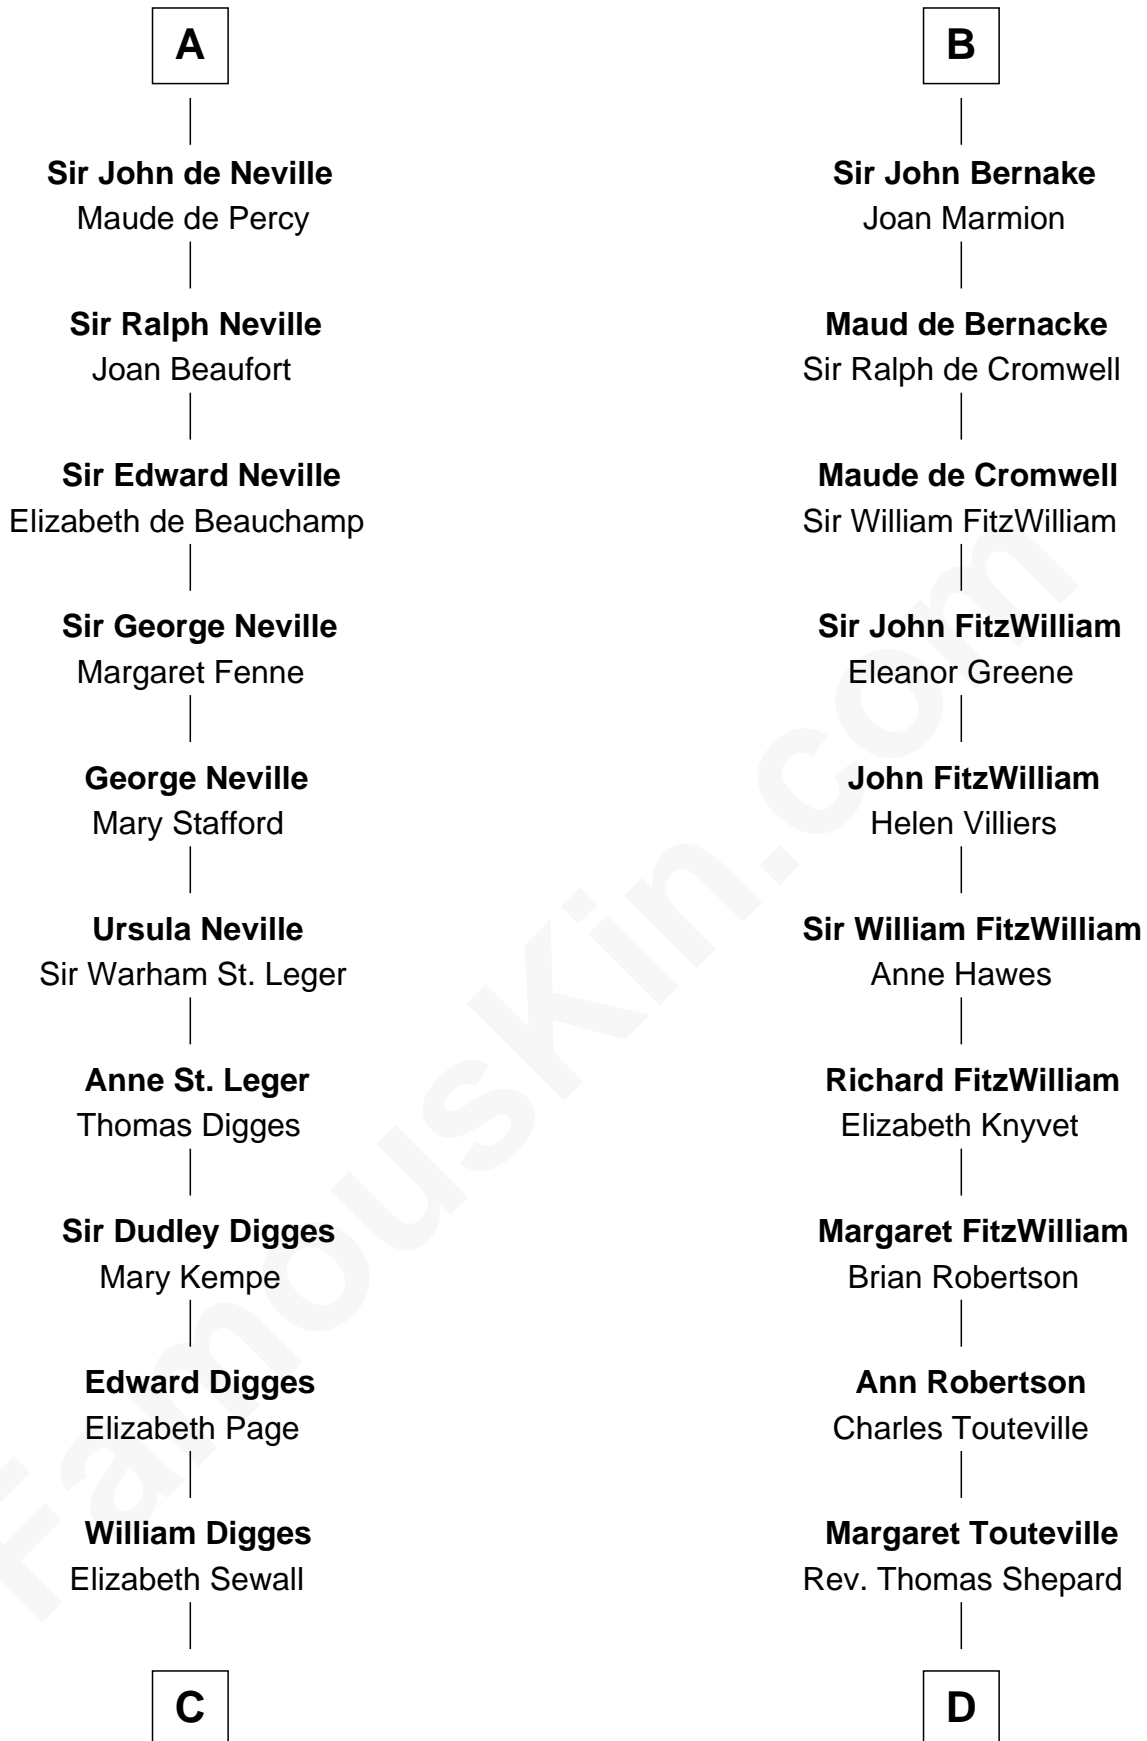 A
Sir John de Neville
Maude de Percy
Sir Ralph Neville
Joan Beaufort
Sir Edward Neville
Elizabeth de Beauchamp
Sir George Neville
Margaret Fenne
George Neville
Mary Stafford
Ursula Neville
Sir Warham St. Leger
Anne St. Leger
Thomas Digges
Sir Dudley Digges
Mary Kempe
Edward Digges
Elizabeth Page
William Digges
Elizabeth Sewall
C
B
Sir John Bernake
Joan Marmion
Maud de Bernacke
Sir Ralph de Cromwell
Maude de Cromwell
Sir William FitzWilliam
Sir John FitzWilliam
Eleanor Greene
John FitzWilliam
Helen Villiers
Sir William FitzWilliam
Anne Hawes
Richard FitzWilliam
Elizabeth Knyvet
Margaret FitzWilliam
Brian Robertson
Ann Robertson
Charles Touteville
Margaret Touteville
Rev. Thomas Shepard
D
FamousKin.com